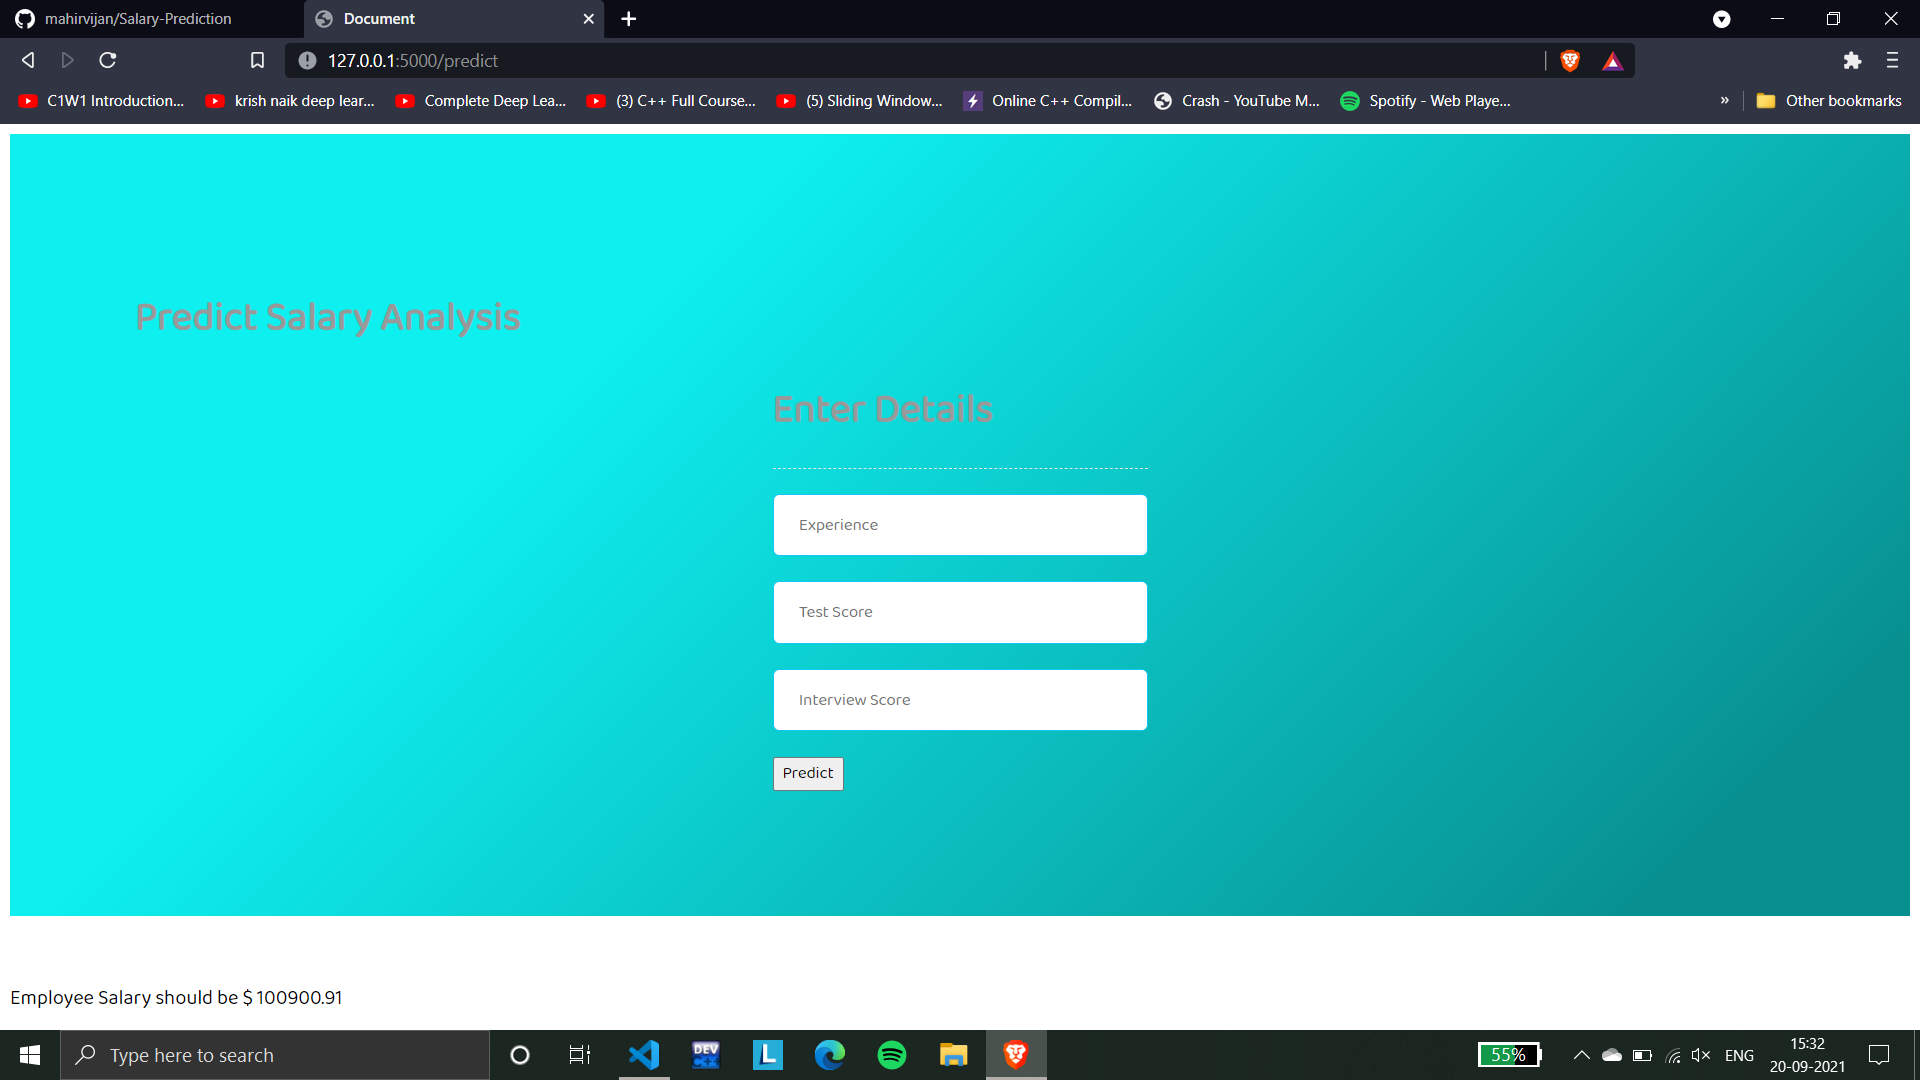 mahirvijan/Salary-Prediction
Document
127.0.0.1:5000/predict
C1W1 Introduction...
krish naik deep lear...
Complete Deep Lea...
(3) C++ Full Course...
(5) Sliding Window...
Online C++ Compil...
Crash - YouTube M...
Spotify - Web Playe...
»
Other bookmarks
Predict Salary Analysis
Enter Details
Experience
Test Score
Interview Score
Predict
Employee Salary should be $ 100900.91
Type here to search
DEV C++
L
55%
ENG
15:32
20-09-2021